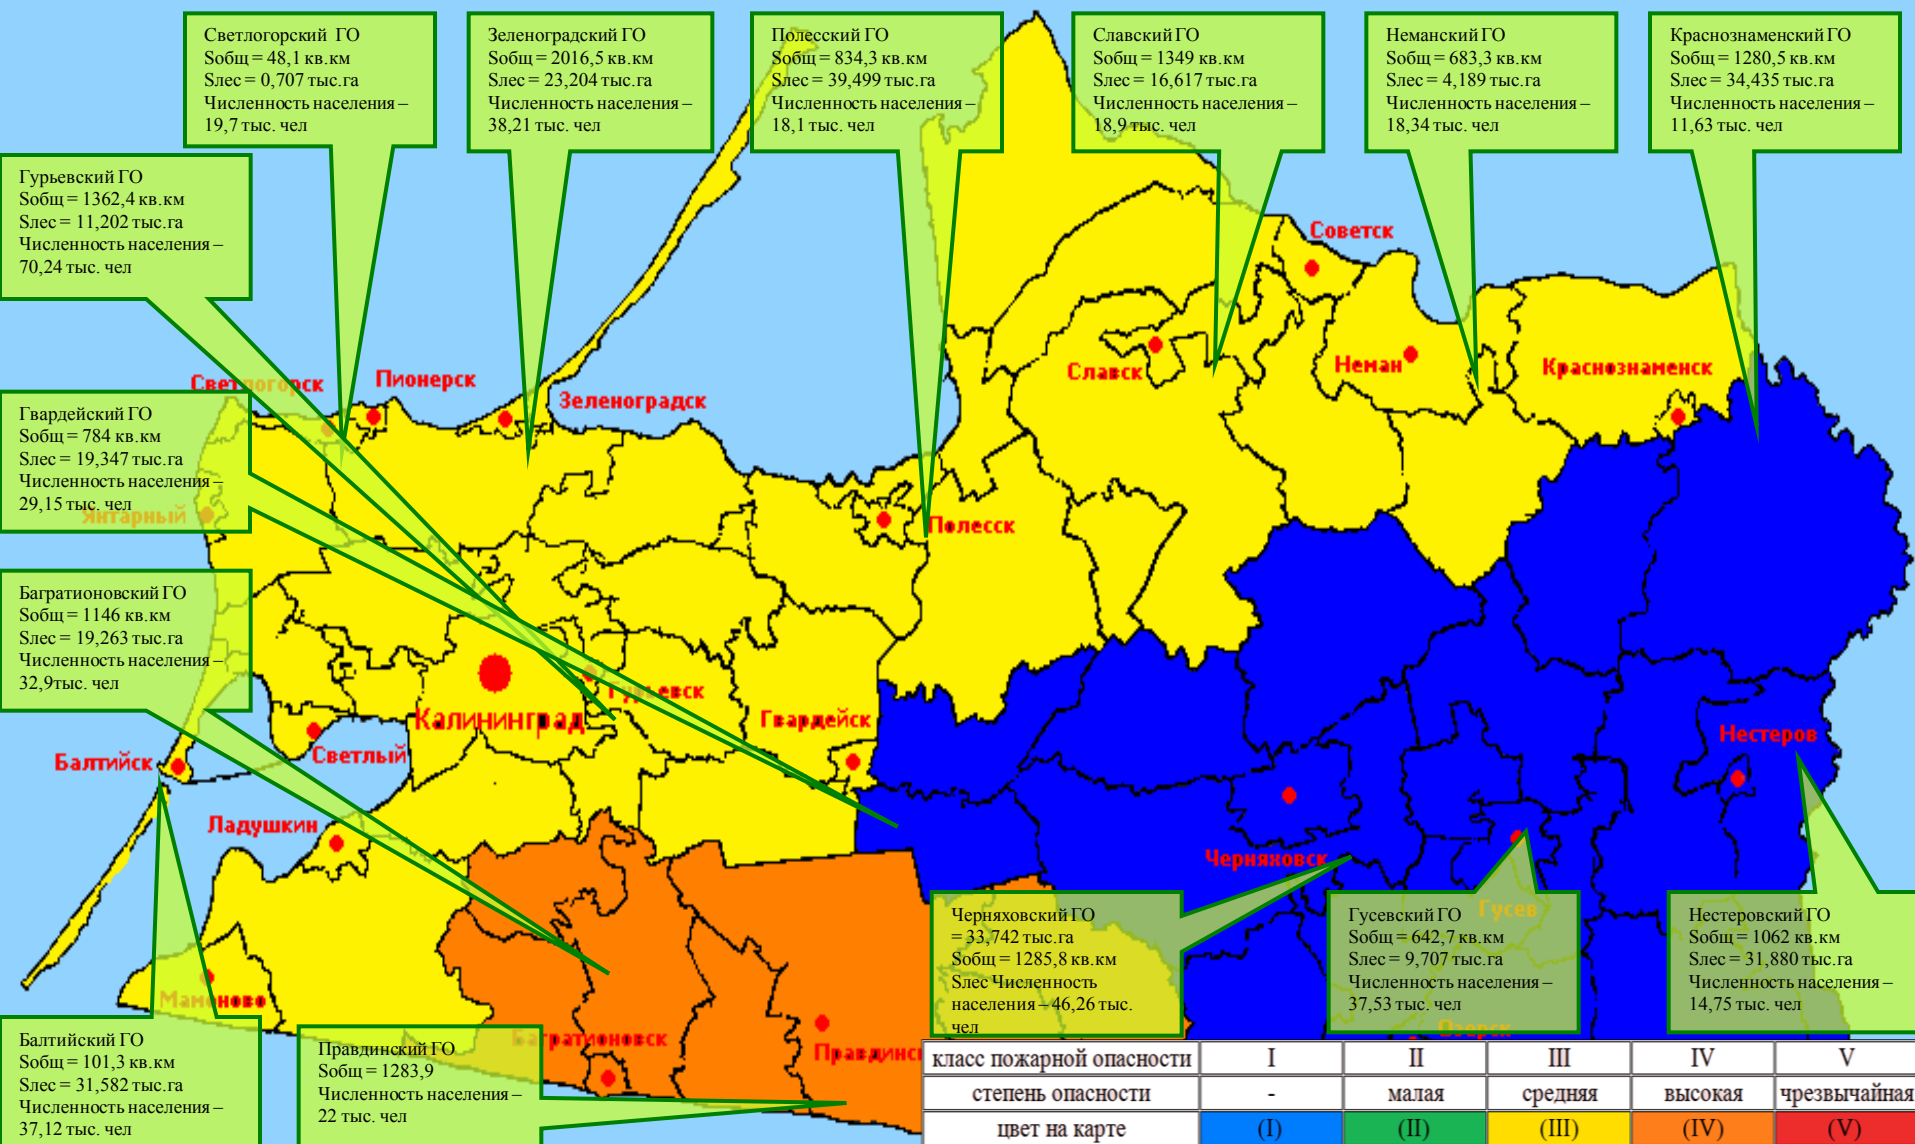 Светлогорский ГО
Sобщ = 48,1 кв.км
Sлес = 0,707 тыс.га
Численность населения –
19,7 тыс. чел
Зеленоградский ГО
Sобщ = 2016,5 кв.км
Sлес = 23,204 тыс.га
Численность населения –
38,21 тыс. чел
Полесский ГО
Sобщ = 834,3 кв.км
Sлес = 39,499 тыс.га
Численность населения –
18,1 тыс. чел
Славский ГО
Sобщ = 1349 кв.км
Sлес = 16,617 тыс.га
Численность населения –
18,9 тыс. чел
Неманский ГО
Sобщ = 683,3 кв.км
Sлес = 4,189 тыс.га
Численность населения –
18,34 тыс. чел
Краснознаменский ГО
Sобщ = 1280,5 кв.км
Sлес = 34,435 тыс.га
Численность населения –
11,63 тыс. чел
Гурьевский ГО
Sобщ = 1362,4 кв.км
Sлес = 11,202 тыс.га
Численность населения –
70,24 тыс. чел
Советск
Славск
Неман
Краснознаменск
Светлогорск
Пионерск
Зеленоградск
Гвардейский ГО
Sобщ = 784 кв.км
Sлес = 19,347 тыс.га
Численность населения –
29,15 тыс. чел
Янтарный
Полесск
Багратионовский ГО
Sобщ = 1146 кв.км
Sлес = 19,263 тыс.га
Численность населения –
32,9тыс. чел
Гурьевск
Калининград
Гвардейск
Нестеров
Светлый
Балтийск
Ладушкин
Черняховск
Гусев
Мамоново
Багратионовск
Правдинск
Озерск
Черняховский ГО
= 33,742 тыс.га
Sобщ = 1285,8 кв.км
Sлес Численность
населения – 46,26 тыс.
чел
Гусевский ГО
Sобщ = 642,7 кв.км
Sлес = 9,707 тыс.га
Численность населения –
37,53 тыс. чел
Нестеровский ГО
Sобщ = 1062 кв.км
Sлес = 31,880 тыс.га
Численность населения –
14,75 тыс. чел
Балтийский ГО
Sобщ = 101,3 кв.км
Sлес = 31,582 тыс.га
Численность населения –
37,12 тыс. чел
Правдинский ГО
Sобщ = 1283,9
Численность населения –
22 тыс. чел
класс пожарной опасности I II III IV V
степень опасности - малая средняя высокая чрезвычайная
цвет на карте (I) (II) (III) (IV) (V)